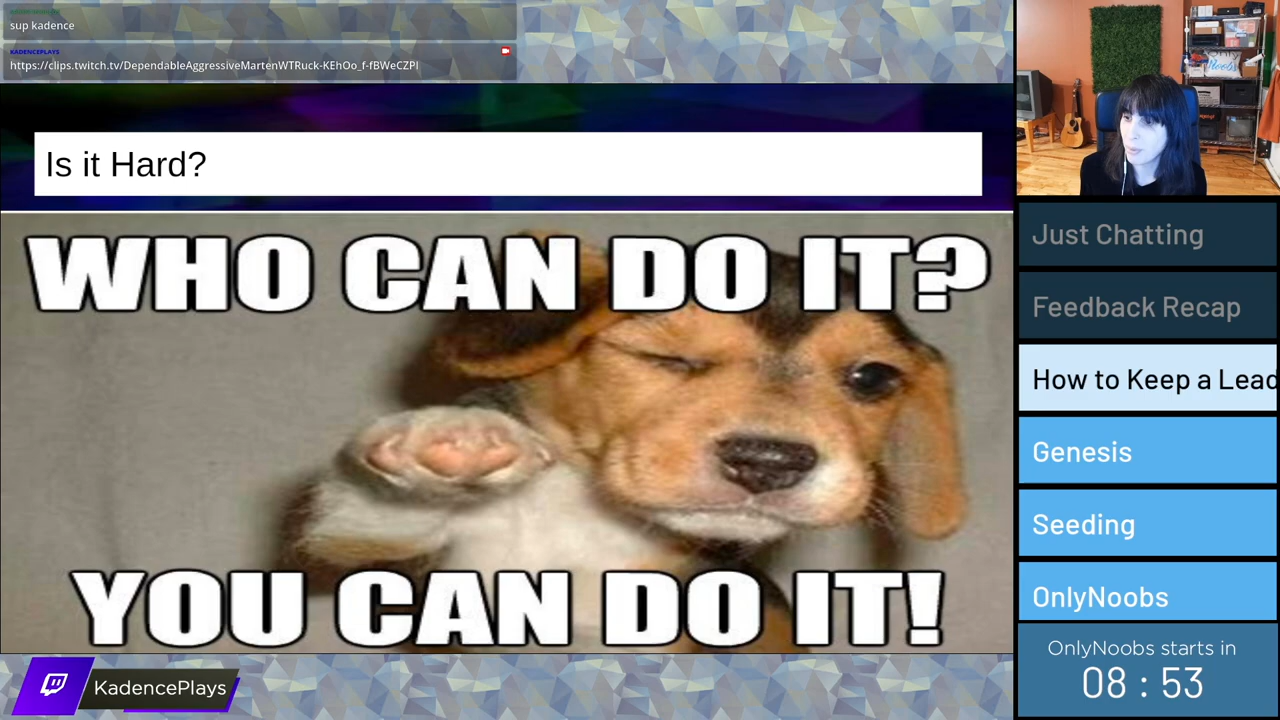 sup kadence
KADENCEPLAYS
https://clips.twitch.tv/DependableAggressiveMartenWTRuck-KEhOo_f-fBWeCZPl
Is it Hard?
WHO CAN DO IT?
YOU CAN DO IT!
KadencePlays
Just Chatting
Feedback Recap
How to Keep a Lead
Genesis
Seeding
OnlyNoobs
OnlyNoobs starts in
08 : 53